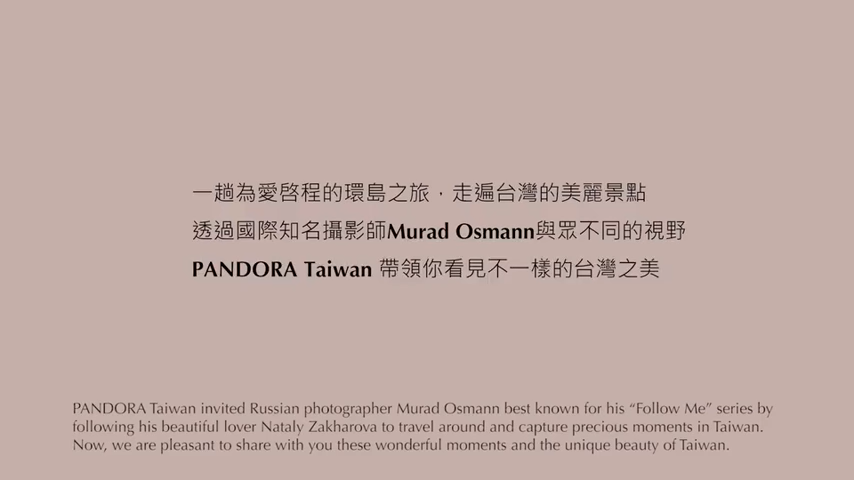 一趟為愛啓程的環島之旅，走遍台灣的美麗景點
透過國際知名攝影師Murad Osmann與眾不同的視野
PANDORA Taiwan 帶領你看見不一樣的台灣之美
PANDORA Taiwan invited Russian photographer Murad Osmann best known for his “Follow Me” series by
following his beautiful lover Nataly Zakharova to travel around and capture precious moments in Taiwan.
Now, we are pleasant to share with you these wonderful moments and the unique beauty of Taiwan.